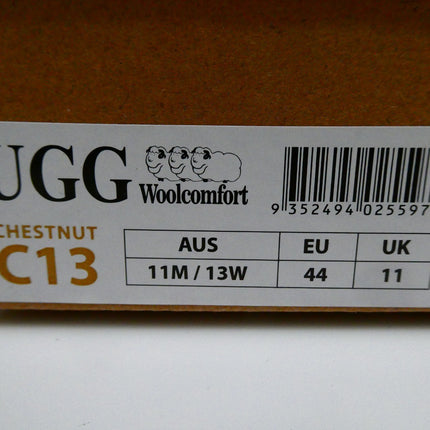 UGG Woolcomfort
9 352494 025597
CHESTNUT
C13
AUS EU UK
11M / 13W 44 11